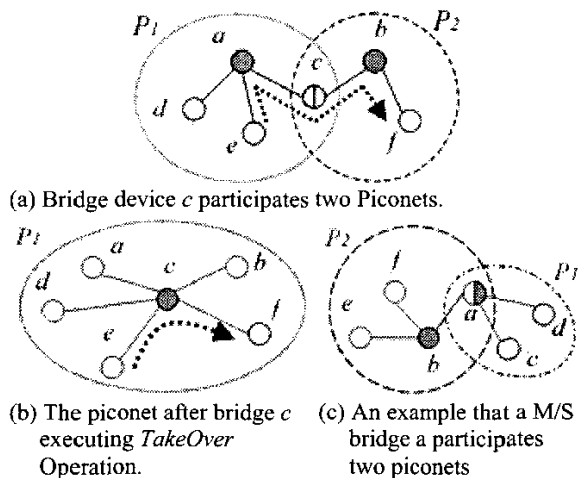 P1
P2
a
b
c
d
e
f
(a) Bridge device c participates two Piconets.
P1
a
c
b
d
f
e
(b) The piconet after bridge c
executing TakeOver
Operation.
P2
P1
f
e
a
d
b
c
(c) An example that a M/S
bridge a participates
two piconets